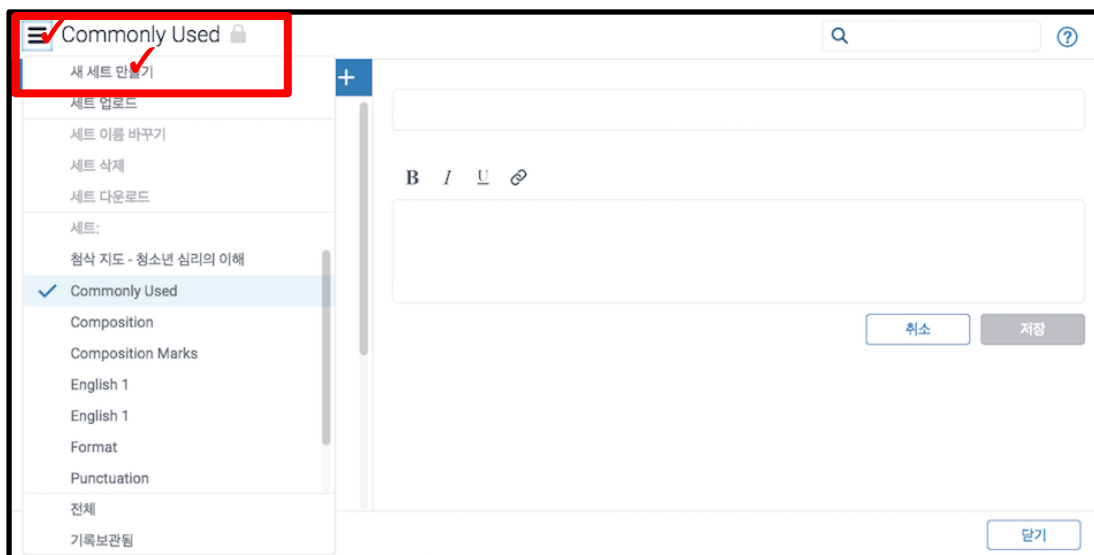 Commonly Used
새 세트 만들기
세트 업로드
세트 이름 바꾸기
세트 삭제
세트 다운로드
세트:
첨삭 지도 - 청소년 심리의 이해
Commonly Used
Composition
Composition Marks
English 1
English 1
Format
Punctuation
전체
기록보관됨
B I U
취소 저장
닫기